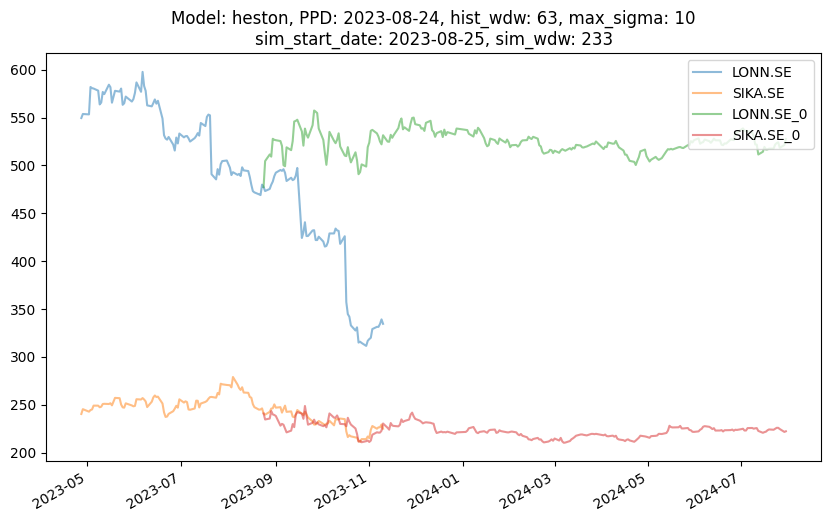 Model: heston, PPD: 2023-08-24, hist_wdw: 63, max_sigma: 10
sim_start_date: 2023-08-25, sim_wdw: 233
LONN.SE
SIKA.SE
LONN.SE_0
SIKA.SE_0
600
550
500
450
400
350
300
250
200
2023-05
2023-07
2023-09
2023-11
2024-01
2024-03
2024-05
2024-07